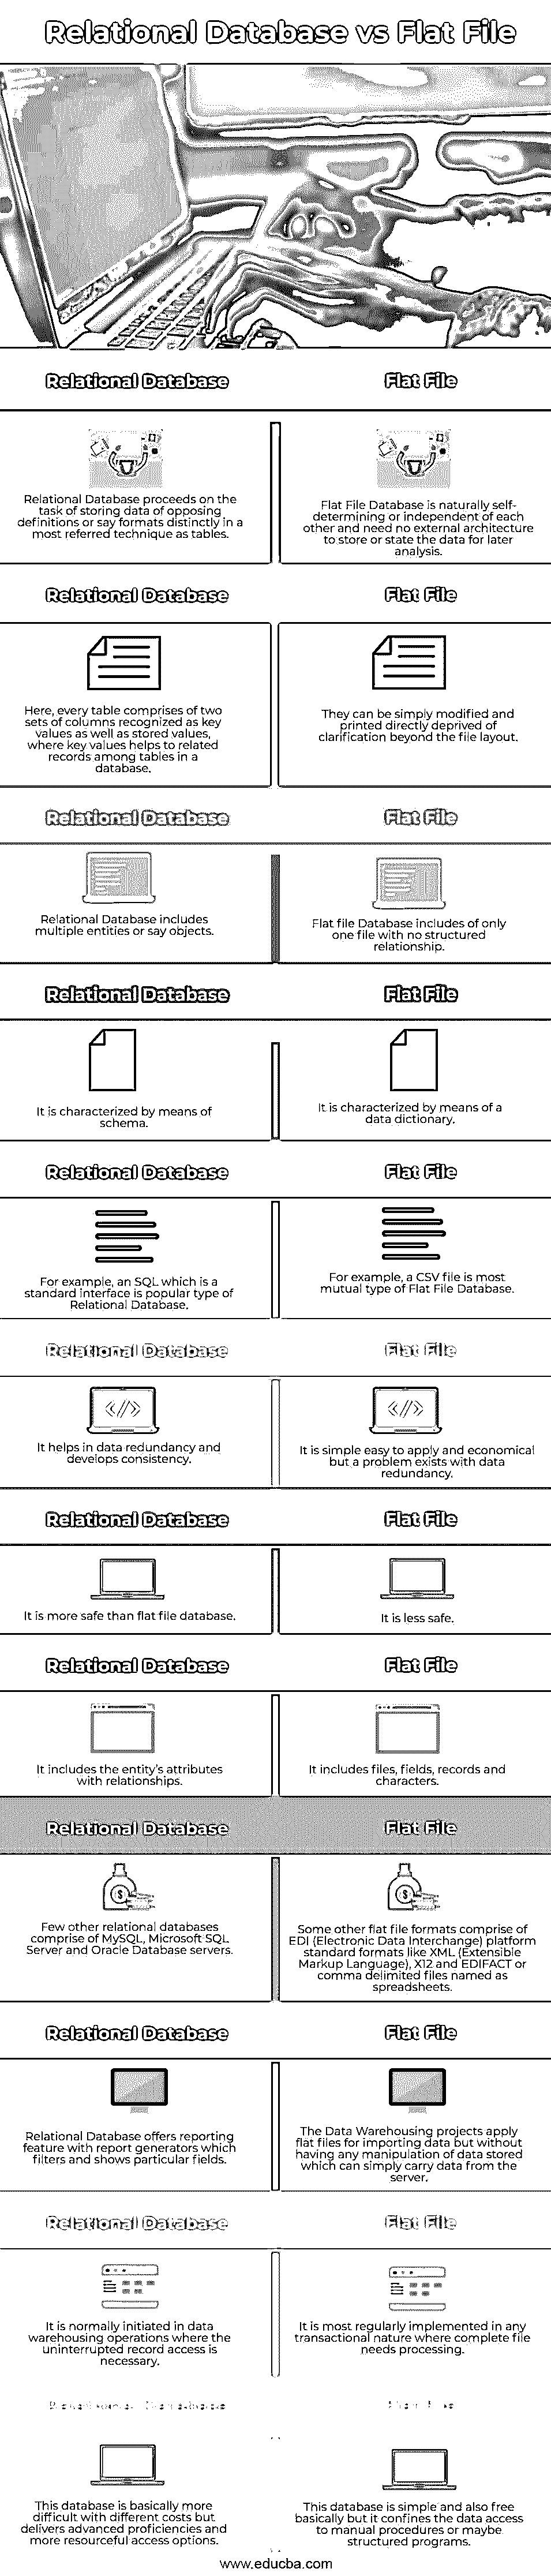 Relational Database vs Flat File
Relational Database
Flat File
Relational Database proceeds on the
task of storing data of opposing
definitions or say formats distinctly in a
most referred technique as tables.
Flat File Database is naturally self-
determining or independent of each
other and need no external architecture
to store or state the data for later
analysis.
Relational Database
Flat File
Here, every table comprises of two
sets of columns recognized as key
values as well as stored values,
where key values helps to related
records among tables in a
database.
They can be simply modified and
printed directly deprived of
clarification beyond the file layout.
Relational Database
Flat File
Relational Database includes
multiple entities or say objects.
Flat file Database includes of only
one file with no structured
relationship.
Relational Database
Flat File
It is characterized by means of
schema.
It is characterized by means of a
data dictionary.
Relational Database
Flat File
For example, an SQL which is a
standard interface is popular type of
Relational Database.
For example, a CSV file is most
mutual type of Flat File Database.
Relational Database
Flat File
It helps in data redundancy and
develops consistency.
It is simple easy to apply and economical
but a problem exists with data
redundancy.
Relational Database
Flat File
It is more safe than flat file database.
It is less safe.
Relational Database
Flat File
It includes the entity's attributes
with relationships.
It includes files, fields, records and
characters.
Relational Database
Flat File
Few other relational databases
comprise of MySQL, Microsoft SQL
Server and Oracle Database servers.
Some other flat file formats comprise of
EDI (Electronic Data Interchange) platform
standard formats like XML (Extensible
Markup Language), X12 and EDIFACT or
comma delimited files named as
spreadsheets.
Relational Database
Flat File
Relational Database offers reporting
feature with report generators which
filters and shows particular fields.
The Data Warehousing projects apply
flat files for importing data but without
having any manipulation of data stored
which can simply carry data from the
server.
Relational Database
Flat File
It is normally initiated in data
warehousing operations where the
uninterrupted record access is
necessary.
It is most regularly implemented in any
transactional nature where complete file
needs processing.
This database is basically more
difficult with different costs but
delivers advanced proficiencies and
more resourceful access options.
This database is simple and also free
basically but it confines the data access
to manual procedures or maybe
structured programs.
www.educba.com